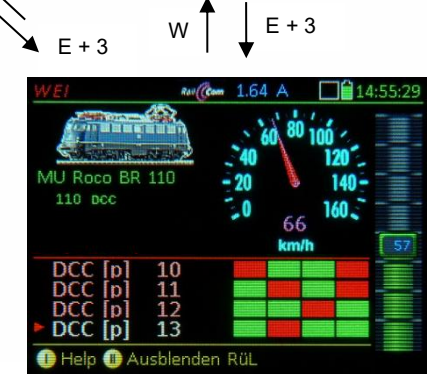 E + 3
W
E + 3
WEI RailCom 1.64 A 14:55:29
60 80 100
40 120
20 140
0 160
MU Roco BR 110
110 DCC
66
km/h
57
DCC [p] 10
DCC [p] 11
DCC [p] 12
DCC [p] 13
I Help II Ausblenden RüL